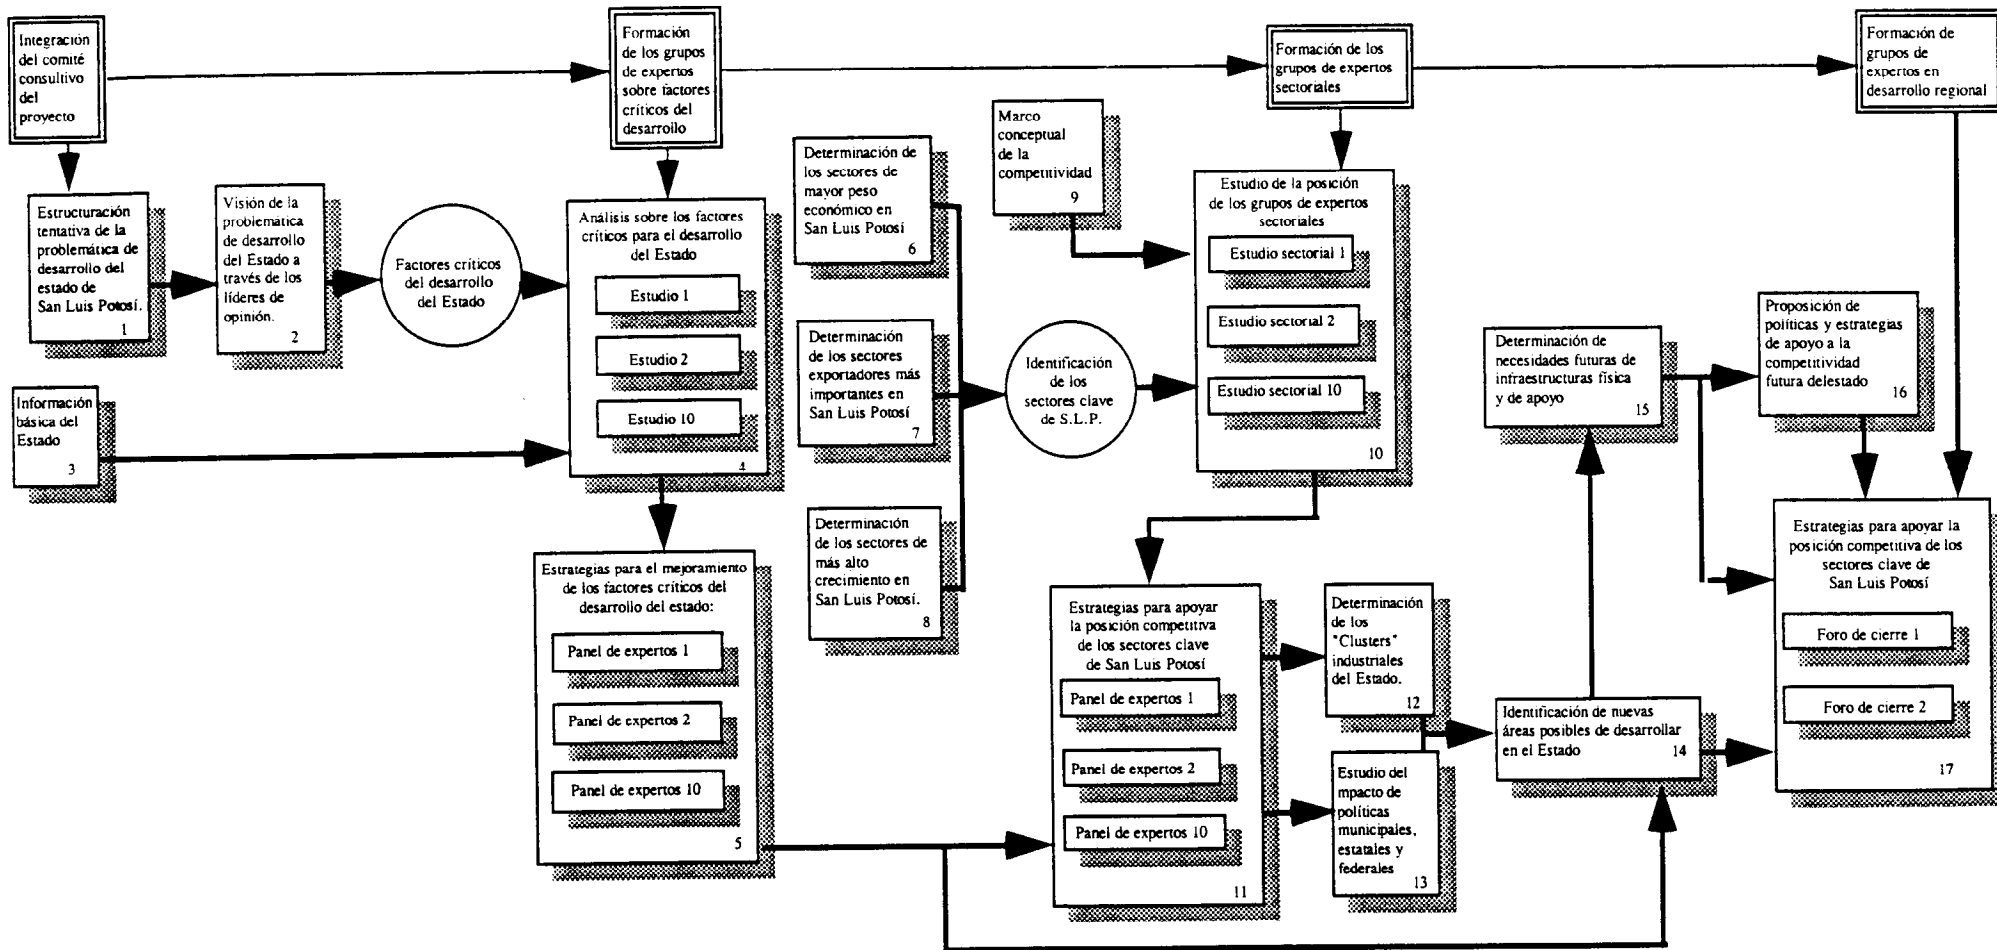 Integración
del comité
consultivo
del
proyecto
Formación
de los grupos
de expertos
sobre factores
críticos del
desarrollo
Formación de los
grupos de expertos
sectoriales
Formación de
grupos de
expertos en
desarrollo regional
Estructuración
tentativa de la
problemática de
desarrollo del
estado de
San Luis Potosí.
1
Visión de la
problemática
de desarrollo
del Estado a
través de los
líderes de
opinión.
2
Factores críticos
del desarrollo
del Estado
Información
básica del
Estado
3
Análisis sobre los factores
críticos para el desarrollo
del Estado
Estudio 1
Estudio 2
Estudio 10
4
Estrategias para el mejoramiento
de los factores críticos del
desarrollo del estado:
Panel de expertos 1
Panel de expertos 2
Panel de expertos 10
5
Determinación de
los sectores de
mayor peso
económico en
San Luis Potosí
6
Determinación
de los sectores
exportadores más
importantes en
San Luis Potosí
7
Determinación
de los sectores de
más alto
crecimiento en
San Luis Potosí.
8
Marco
conceptual
de la
competitividad
9
Identificación
de los
sectores clave
de S.L.P.
Estudio de la posición
de los grupos de expertos
sectoriales
Estudio sectorial 1
Estudio sectorial 2
Estudio sectorial 10
10
Estrategias para apoyar
la posición competitiva
de los sectores clave
de San Luis Potosí
Panel de expertos 1
Panel de expertos 2
Panel de expertos 10
11
Determinación
de los
"Clusters"
industriales
del Estado.
12
Estudio del
mpacto de
políticas
municipales,
estatales y
federales
13
Identificación de nuevas
áreas posibles de desarrollar
en el Estado
14
Determinación de
necesidades futuras de
infraestructuras física
y de apoyo
15
Proposición de
políticas y estrategias
de apoyo a la
competitividad
futura delestado
16
Estrategias para apoyar la
posición competitiva de los
sectores clave de
San Luis Potosí
Foro de cierre 1
Foro de cierre 2
17